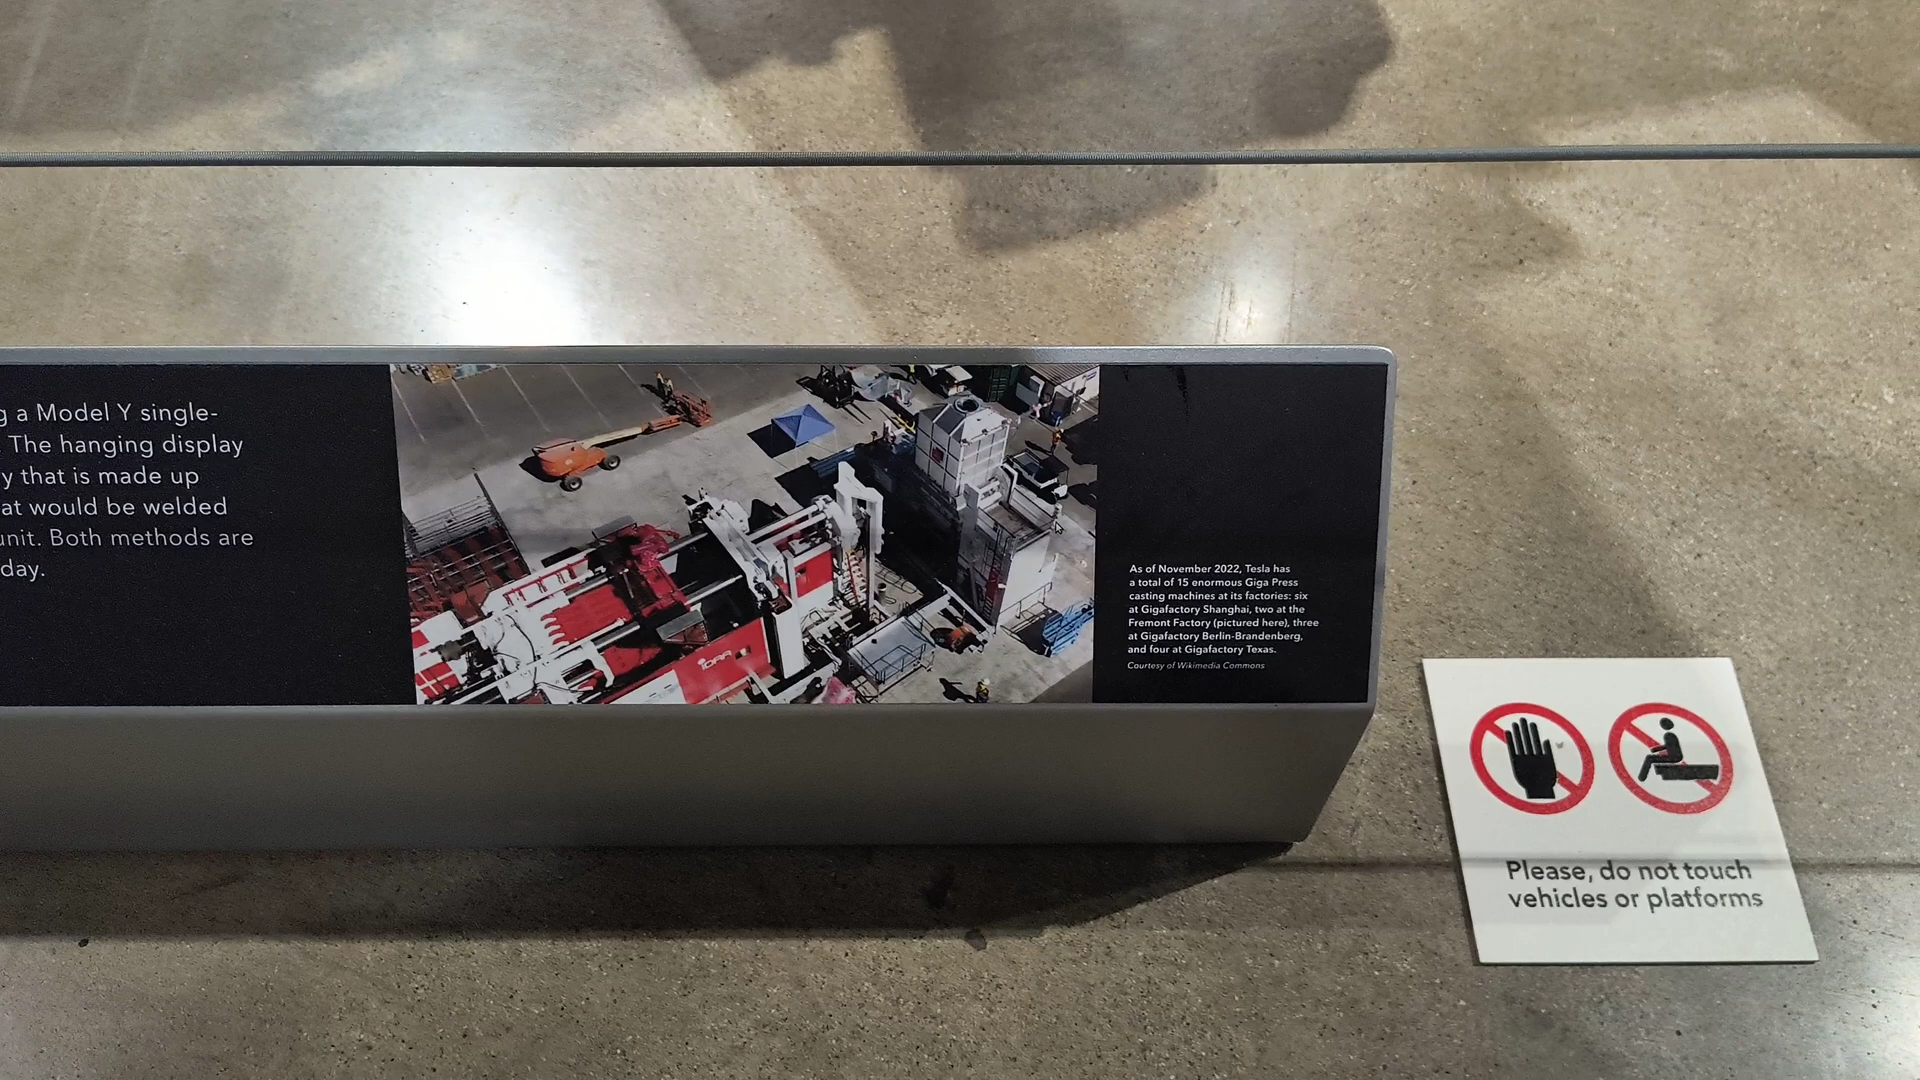 g a Model Y single-
The hanging display
y that is made up
at would be welded
unit. Both methods are
day.
IDRA
As of November 2022, Tesla has
a total of 15 enormous Giga Press
casting machines at its factories: six
at Gigafactory Shanghai, two at the
Fremont Factory (pictured here), three
at Gigafactory Berlin-Brandenberg,
and four at Gigafactory Texas.
Courtesy of Wikimedia Commons
Please, do not touch
vehicles or platforms